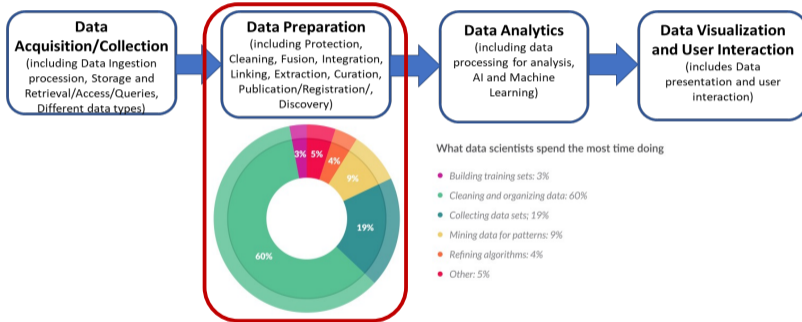 Data
Acquisition/Collection
(including Data Ingestion
procession, Storage and
Retrieval/Access/Queries,
Different data types)
Data Preparation
(including Protection,
Cleaning, Fusion, Integration,
Linking, Extraction, Curation,
Publication/Registration/,
Discovery)
Data Analytics
(including data
processing for analysis,
AI and Machine
Learning)
Data Visualization
and User Interaction
(includes Data
presentation and user
interaction)
3%
5%
4%
9%
19%
60%
What data scientists spend the most time doing
Building training sets: 3%
Cleaning and organizing data: 60%
Collecting data sets; 19%
Mining data for patterns: 9%
Refining algorithms: 4%
Other: 5%